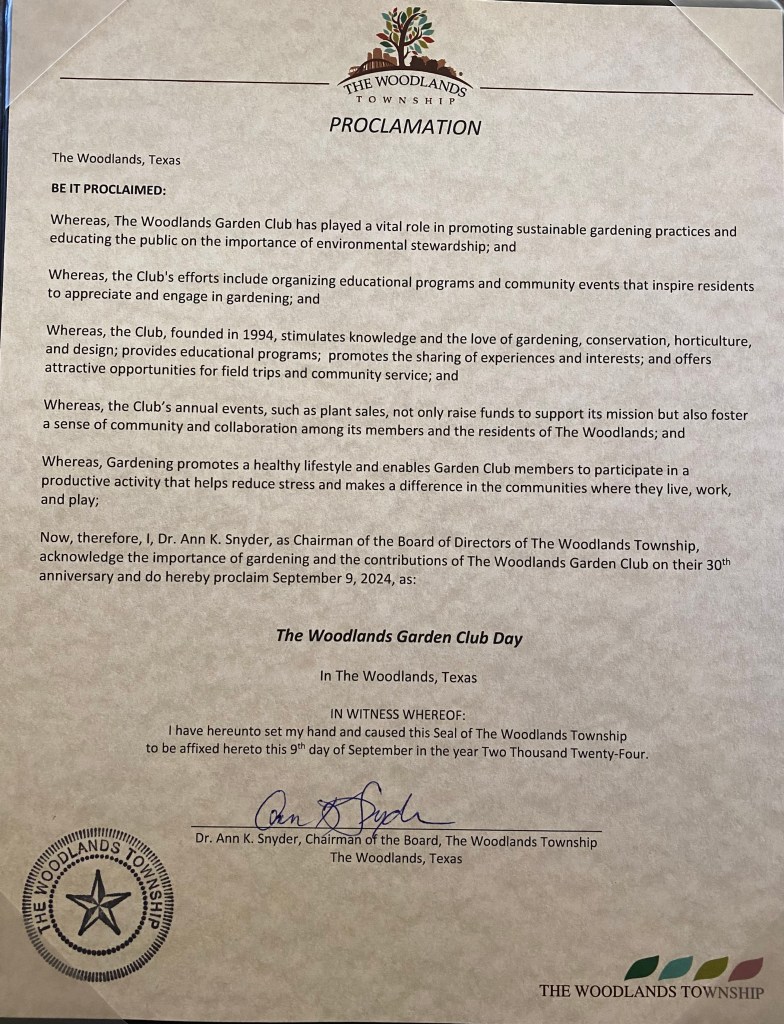 THE WOODLANDS
TOWNSHIP
PROCLAMATION
The Woodlands, Texas
BE IT PROCLAIMED:
Whereas, The Woodlands Garden Club has played a vital role in promoting sustainable gardening practices and
educating the public on the importance of environmental stewardship; and
Whereas, the Club's efforts include organizing educational programs and community events that inspire residents
to appreciate and engage in gardening; and
Whereas, the Club, founded in 1994, stimulates knowledge and the love of gardening, conservation, horticulture,
and design; provides educational programs;  promotes the sharing of experiences and interests; and offers
attractive opportunities for field trips and community service; and
Whereas, the Club’s annual events, such as plant sales, not only raise funds to support its mission but also foster
a sense of community and collaboration among its members and the residents of The Woodlands; and
Whereas, Gardening promotes a healthy lifestyle and enables Garden Club members to participate in a
productive activity that helps reduce stress and makes a difference in the communities where they live, work,
and play;
Now, therefore, I, Dr. Ann K. Snyder, as Chairman of the Board of Directors of The Woodlands Township,
acknowledge the importance of gardening and the contributions of The Woodlands Garden Club on their 30th
anniversary and do hereby proclaim September 9, 2024, as:
The Woodlands Garden Club Day
In The Woodlands, Texas
IN WITNESS WHEREOF:
I have hereunto set my hand and caused this Seal of The Woodlands Township
to be affixed hereto this 9th day of September in the year Two Thousand Twenty-Four.
Ann K Snyder
Dr. Ann K. Snyder, Chairman of the Board, The Woodlands Township
The Woodlands, Texas
THE WOODLANDS TOWNSHIP
THE WOODLANDS TOWNSHIP